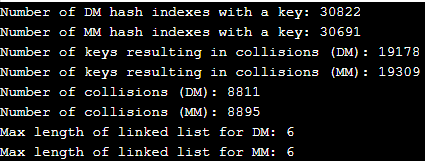 Number of DM hash indexes with a key: 30822
Number of MM hash indexes with a key: 30691
Number of keys resulting in collisions (DM): 19178
Number of keys resulting in collisions (MM): 19309
Number of collisions (DM): 8811
Number of collisions (MM): 8895
Max length of linked list for DM: 6
Max length of linked list for MM: 6